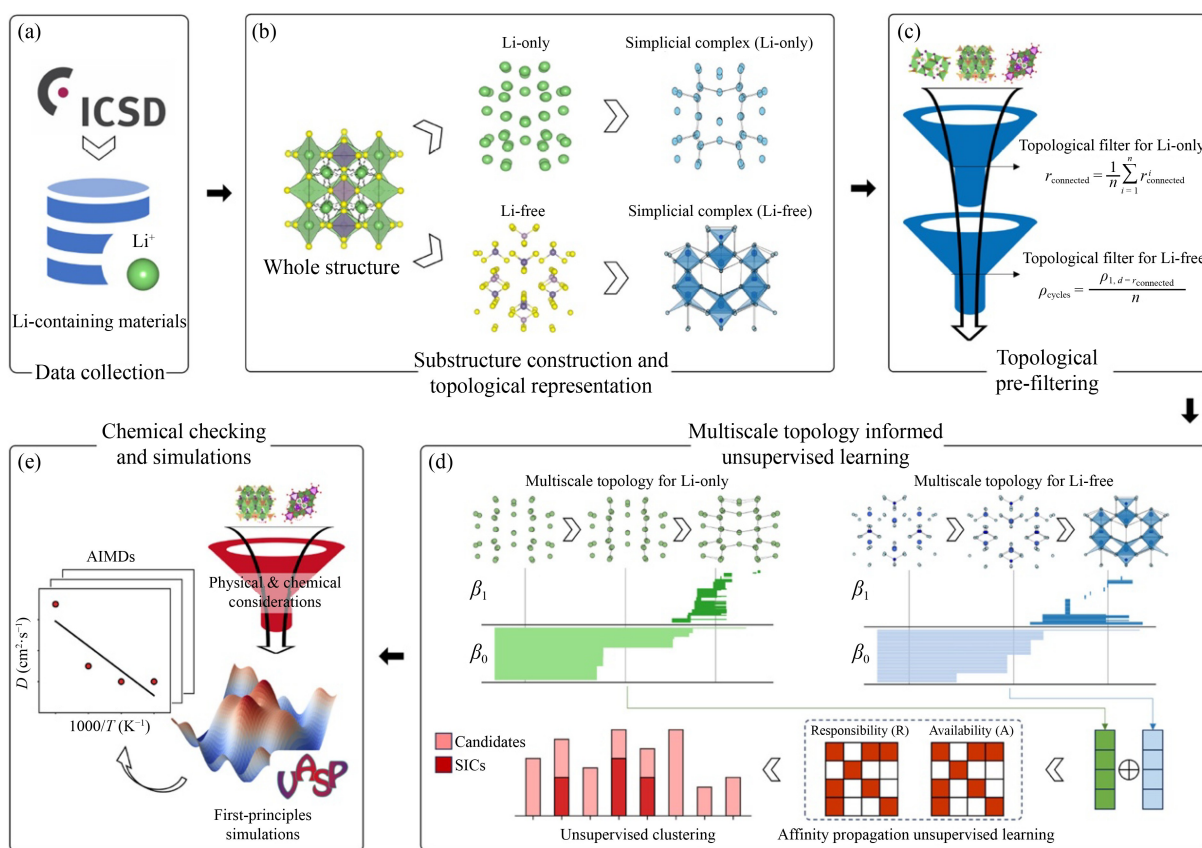 (a)
ICSD
Li⁺
Li-containing materials
Data collection
(b)
Whole structure
Li-only
Simplicial complex (Li-only)
Li-free
Simplicial complex (Li-free)
Substructure construction and
topological representation
(c)
Topological filter for Li-only
r_connected = 1/n ∑_{i = 1}^{n} r^i_connected
Topological filter for Li-free
ρ_cycles = ρ_{1, d − r_connected} / n
Topological
pre-filtering
(d)
Multiscale topology informed
unsupervised learning
Multiscale topology for Li-only
Multiscale topology for Li-free
β₁
β₀
β₁
β₀
Candidates
SICs
Unsupervised clustering
Responsibility (R)
Availability (A)
Affinity propagation unsupervised learning
Chemical checking
and simulations
(e)
AIMDs
D (cm²·s⁻¹)
1000/T (K⁻¹)
Physical & chemical
considerations
VASP
First-principles
simulations